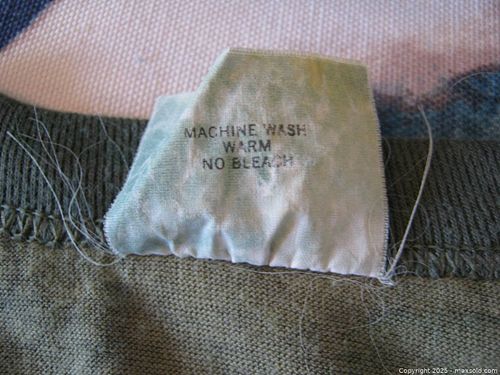 MACHINE WASH
WARM
NO BLEACH
Copyright 2025 - maxsold.com